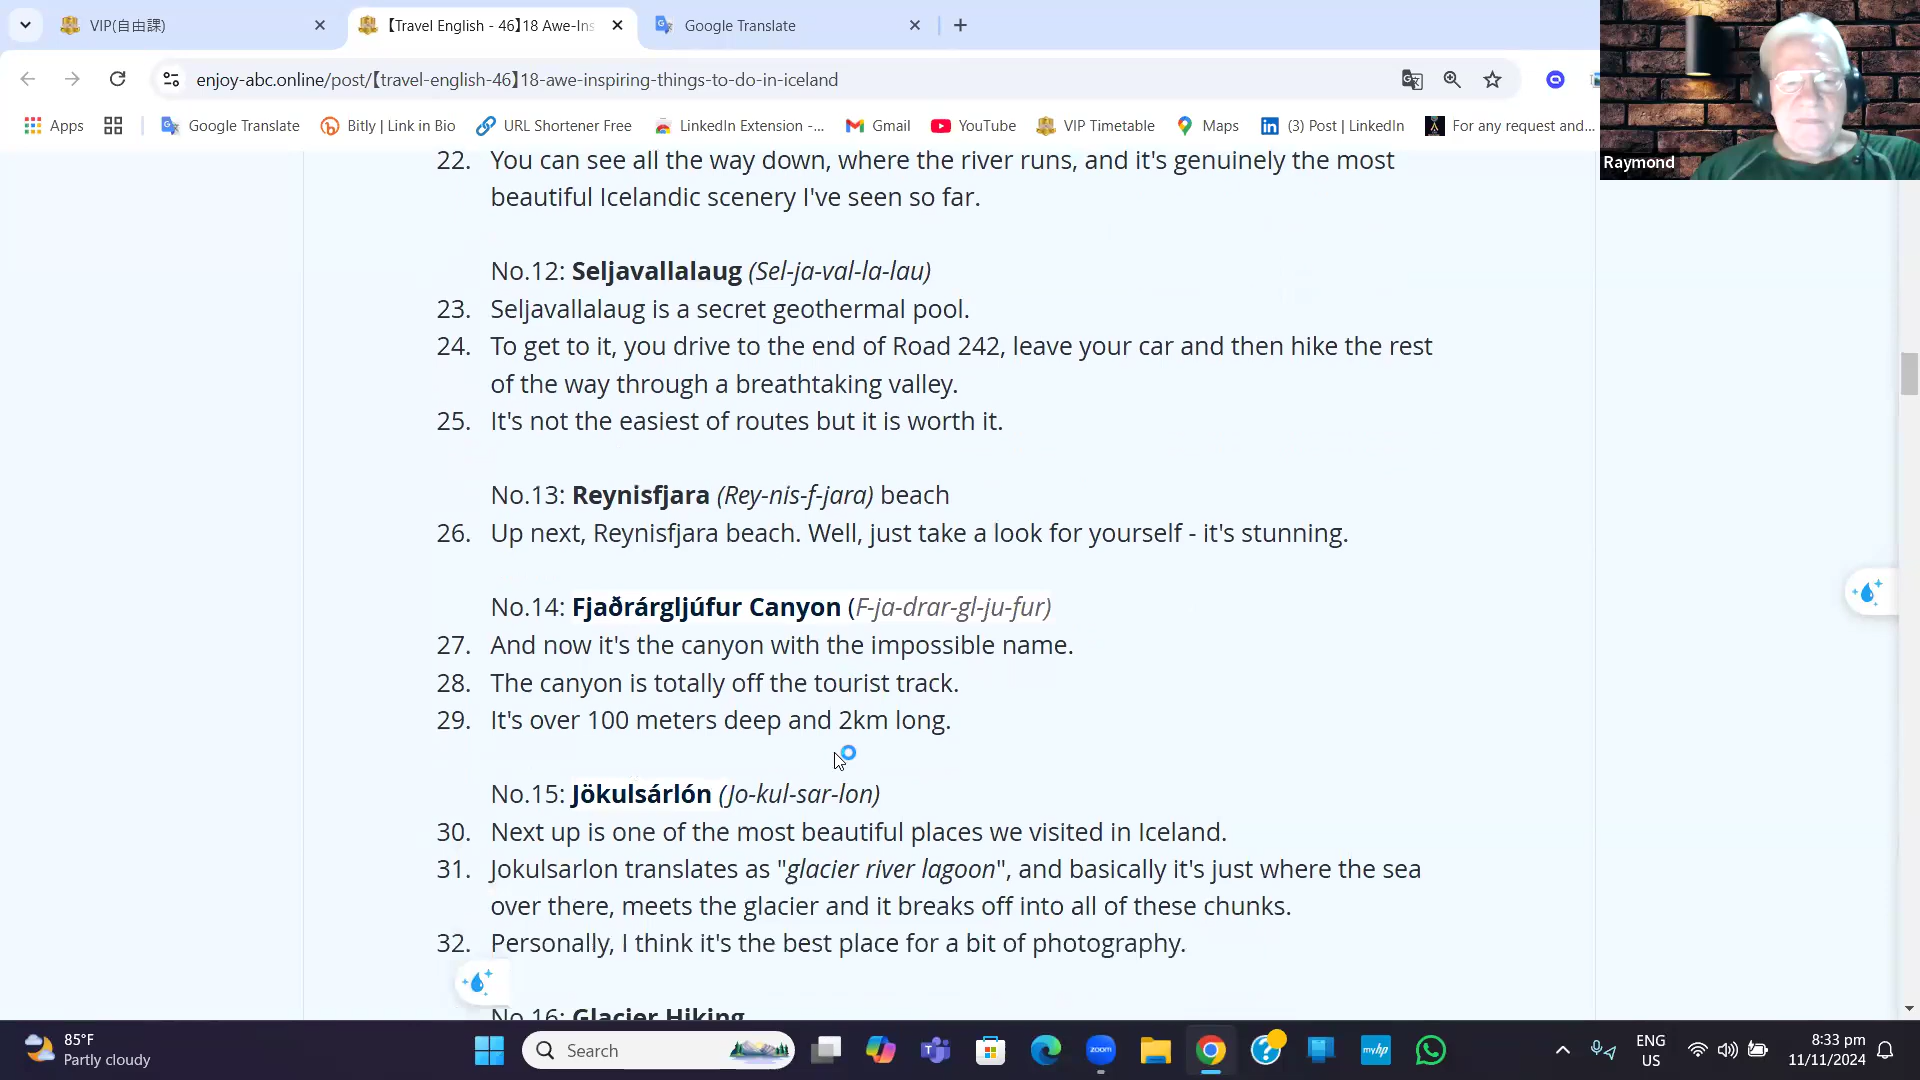 VIP(自由課)
【Travel English - 46】18 Awe-Ins
Google Translate
enjoy-abc.online/post/【travel-english-46】18-awe-inspiring-things-to-do-in-iceland
Apps
Google Translate
Bitly | Link in Bio
URL Shortener Free
LinkedIn Extension -...
Gmail
YouTube
VIP Timetable
Maps
(3) Post | LinkedIn
For any request and...
Raymond
22. You can see all the way down, where the river runs, and it's genuinely the most
beautiful Icelandic scenery I've seen so far.
No.12: Seljavallalaug (Sel-ja-val-la-lau)
23. Seljavallalaug is a secret geothermal pool.
24. To get to it, you drive to the end of Road 242, leave your car and then hike the rest
of the way through a breathtaking valley.
25. It's not the easiest of routes but it is worth it.
No.13: Reynisfjara (Rey-nis-f-jara) beach
26. Up next, Reynisfjara beach. Well, just take a look for yourself - it's stunning.
No.14: Fjaðrárgljúfur Canyon (F-ja-drar-gl-ju-fur)
27. And now it's the canyon with the impossible name.
28. The canyon is totally off the tourist track.
29. It's over 100 meters deep and 2km long.
No.15: Jökulsárlón (Jo-kul-sar-lon)
30. Next up is one of the most beautiful places we visited in Iceland.
31. Jokulsarlon translates as "glacier river lagoon", and basically it's just where the sea
over there, meets the glacier and it breaks off into all of these chunks.
32. Personally, I think it's the best place for a bit of photography.
No.16: Glacier Hiking
85°F
Partly cloudy
Search
zoom
myhp
ENG
US
8:33 pm
11/11/2024